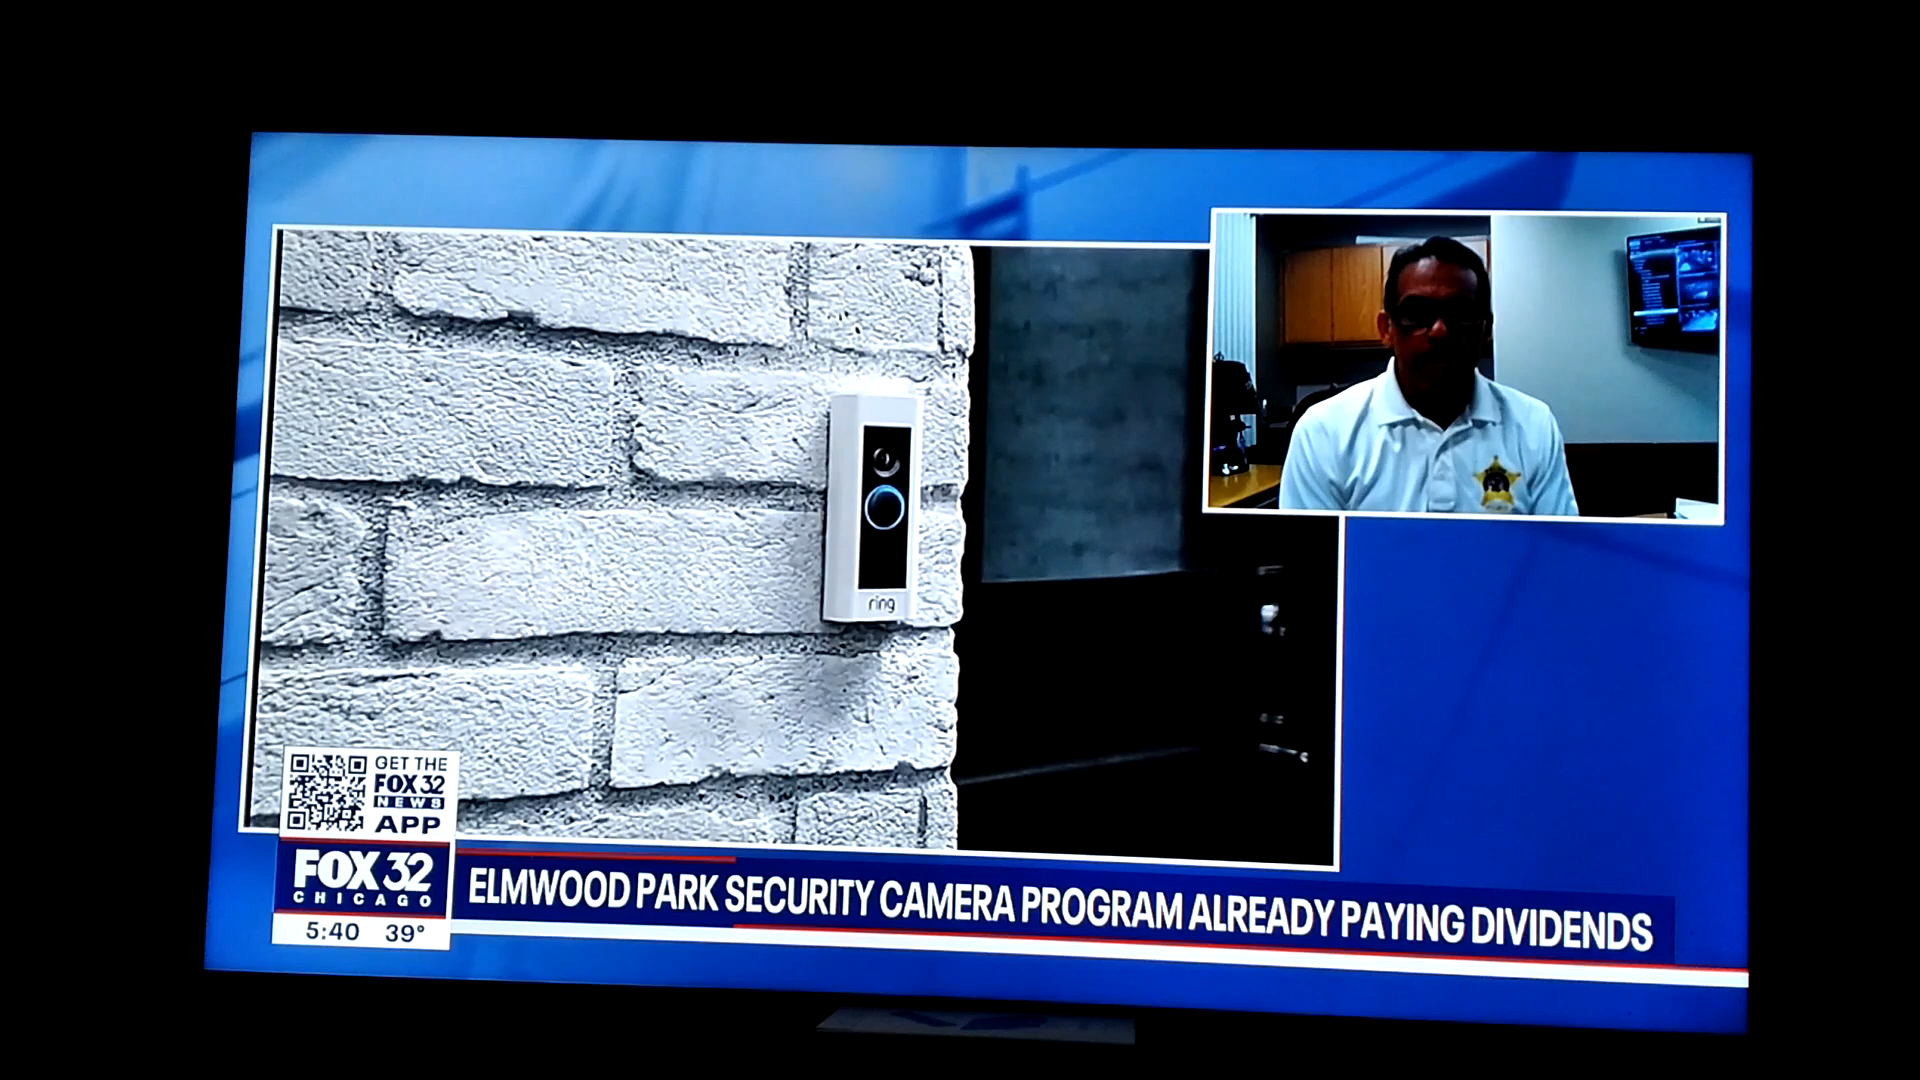 ring
GET THE
FOX 32
NEWS
APP
FOX 32
CHICAGO
5:40 39°
ELMWOOD PARK SECURITY CAMERA PROGRAM ALREADY PAYING DIVIDENDS